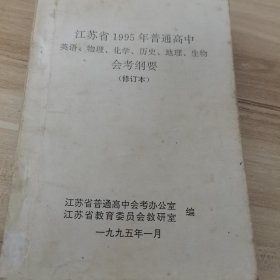 江苏省1995年普通高中
英语、物理、化学、历史、地理、生物
会考纲要
(修订本)
江苏省普通高中会考办公室
江苏省教育委员会教研室 编
一九九五年一月